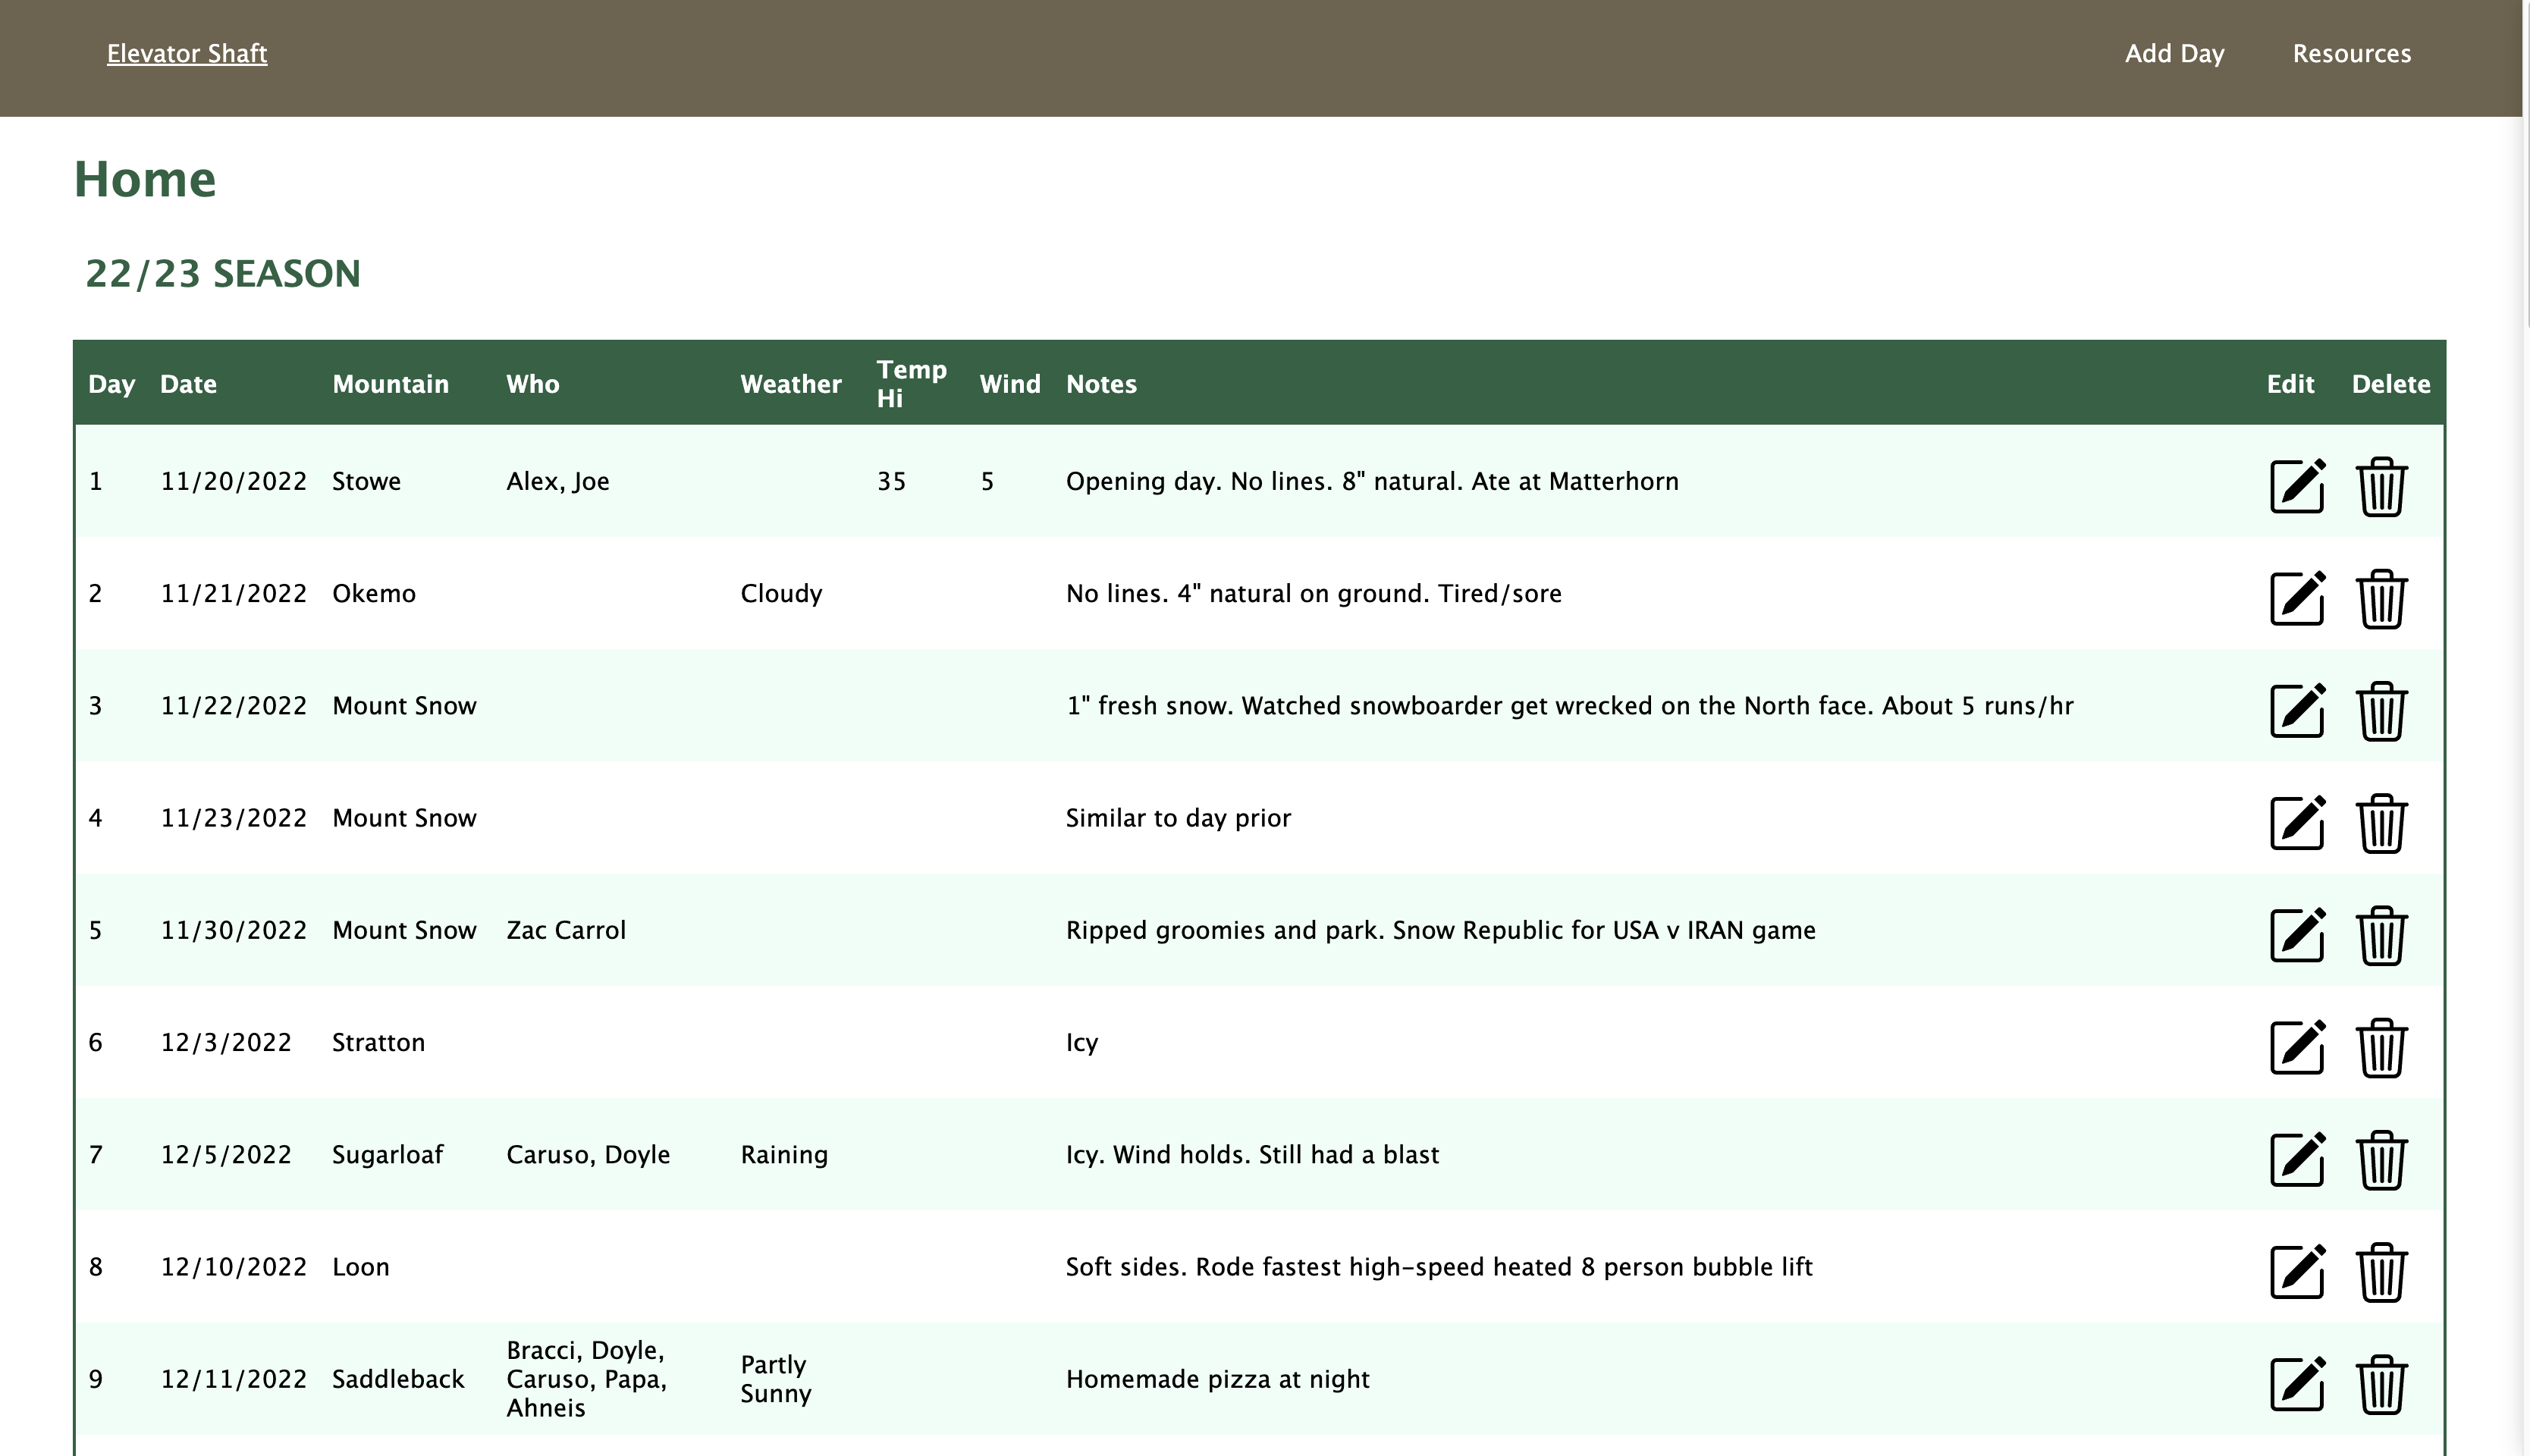 Elevator Shaft Add Day Resources
Home
22/23 SEASON
Day Date Mountain Who Weather Temp Hi Wind Notes Edit Delete
1 11/20/2022 Stowe Alex, Joe 35 5 Opening day. No lines. 8" natural. Ate at Matterhorn
2 11/21/2022 Okemo Cloudy No lines. 4" natural on ground. Tired/sore
3 11/22/2022 Mount Snow 1" fresh snow. Watched snowboarder get wrecked on the North face. About 5 runs/hr
4 11/23/2022 Mount Snow Similar to day prior
5 11/30/2022 Mount Snow Zac Carrol Ripped groomies and park. Snow Republic for USA v IRAN game
6 12/3/2022 Stratton Icy
7 12/5/2022 Sugarloaf Caruso, Doyle Raining Icy. Wind holds. Still had a blast
8 12/10/2022 Loon Soft sides. Rode fastest high-speed heated 8 person bubble lift
9 12/11/2022 Saddleback Bracci, Doyle, Caruso, Papa, Ahneis Partly Sunny Homemade pizza at night